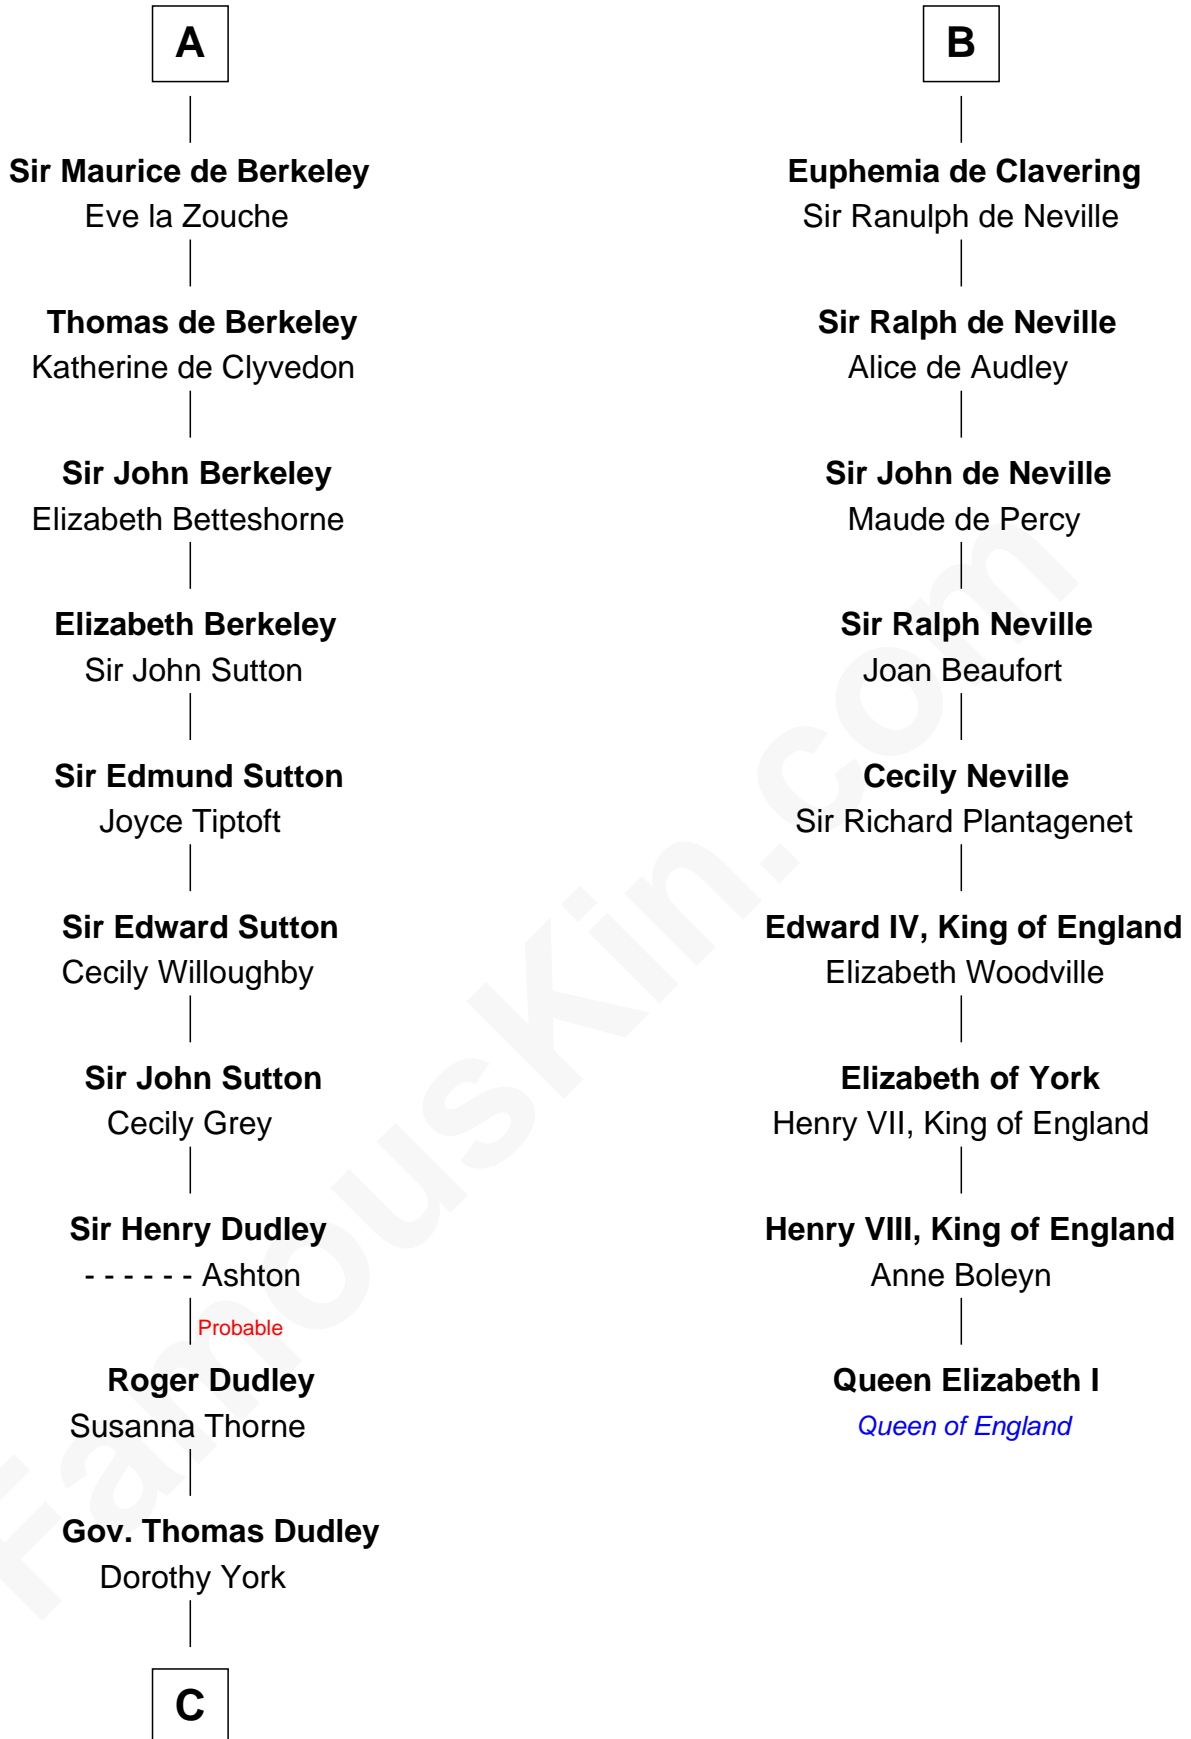 A
Sir Maurice de Berkeley
Eve la Zouche
Thomas de Berkeley
Katherine de Clyvedon
Sir John Berkeley
Elizabeth Betteshorne
Elizabeth Berkeley
Sir John Sutton
Sir Edmund Sutton
Joyce Tiptoft
Sir Edward Sutton
Cecily Willoughby
Sir John Sutton
Cecily Grey
Sir Henry Dudley
- - - - - - Ashton
Probable
Roger Dudley
Susanna Thorne
Gov. Thomas Dudley
Dorothy York
C
B
Euphemia de Clavering
Sir Ranulph de Neville
Sir Ralph de Neville
Alice de Audley
Sir John de Neville
Maude de Percy
Sir Ralph Neville
Joan Beaufort
Cecily Neville
Sir Richard Plantagenet
Edward IV, King of England
Elizabeth Woodville
Elizabeth of York
Henry VII, King of England
Henry VIII, King of England
Anne Boleyn
Queen Elizabeth I
Queen of England
FamousKin.com